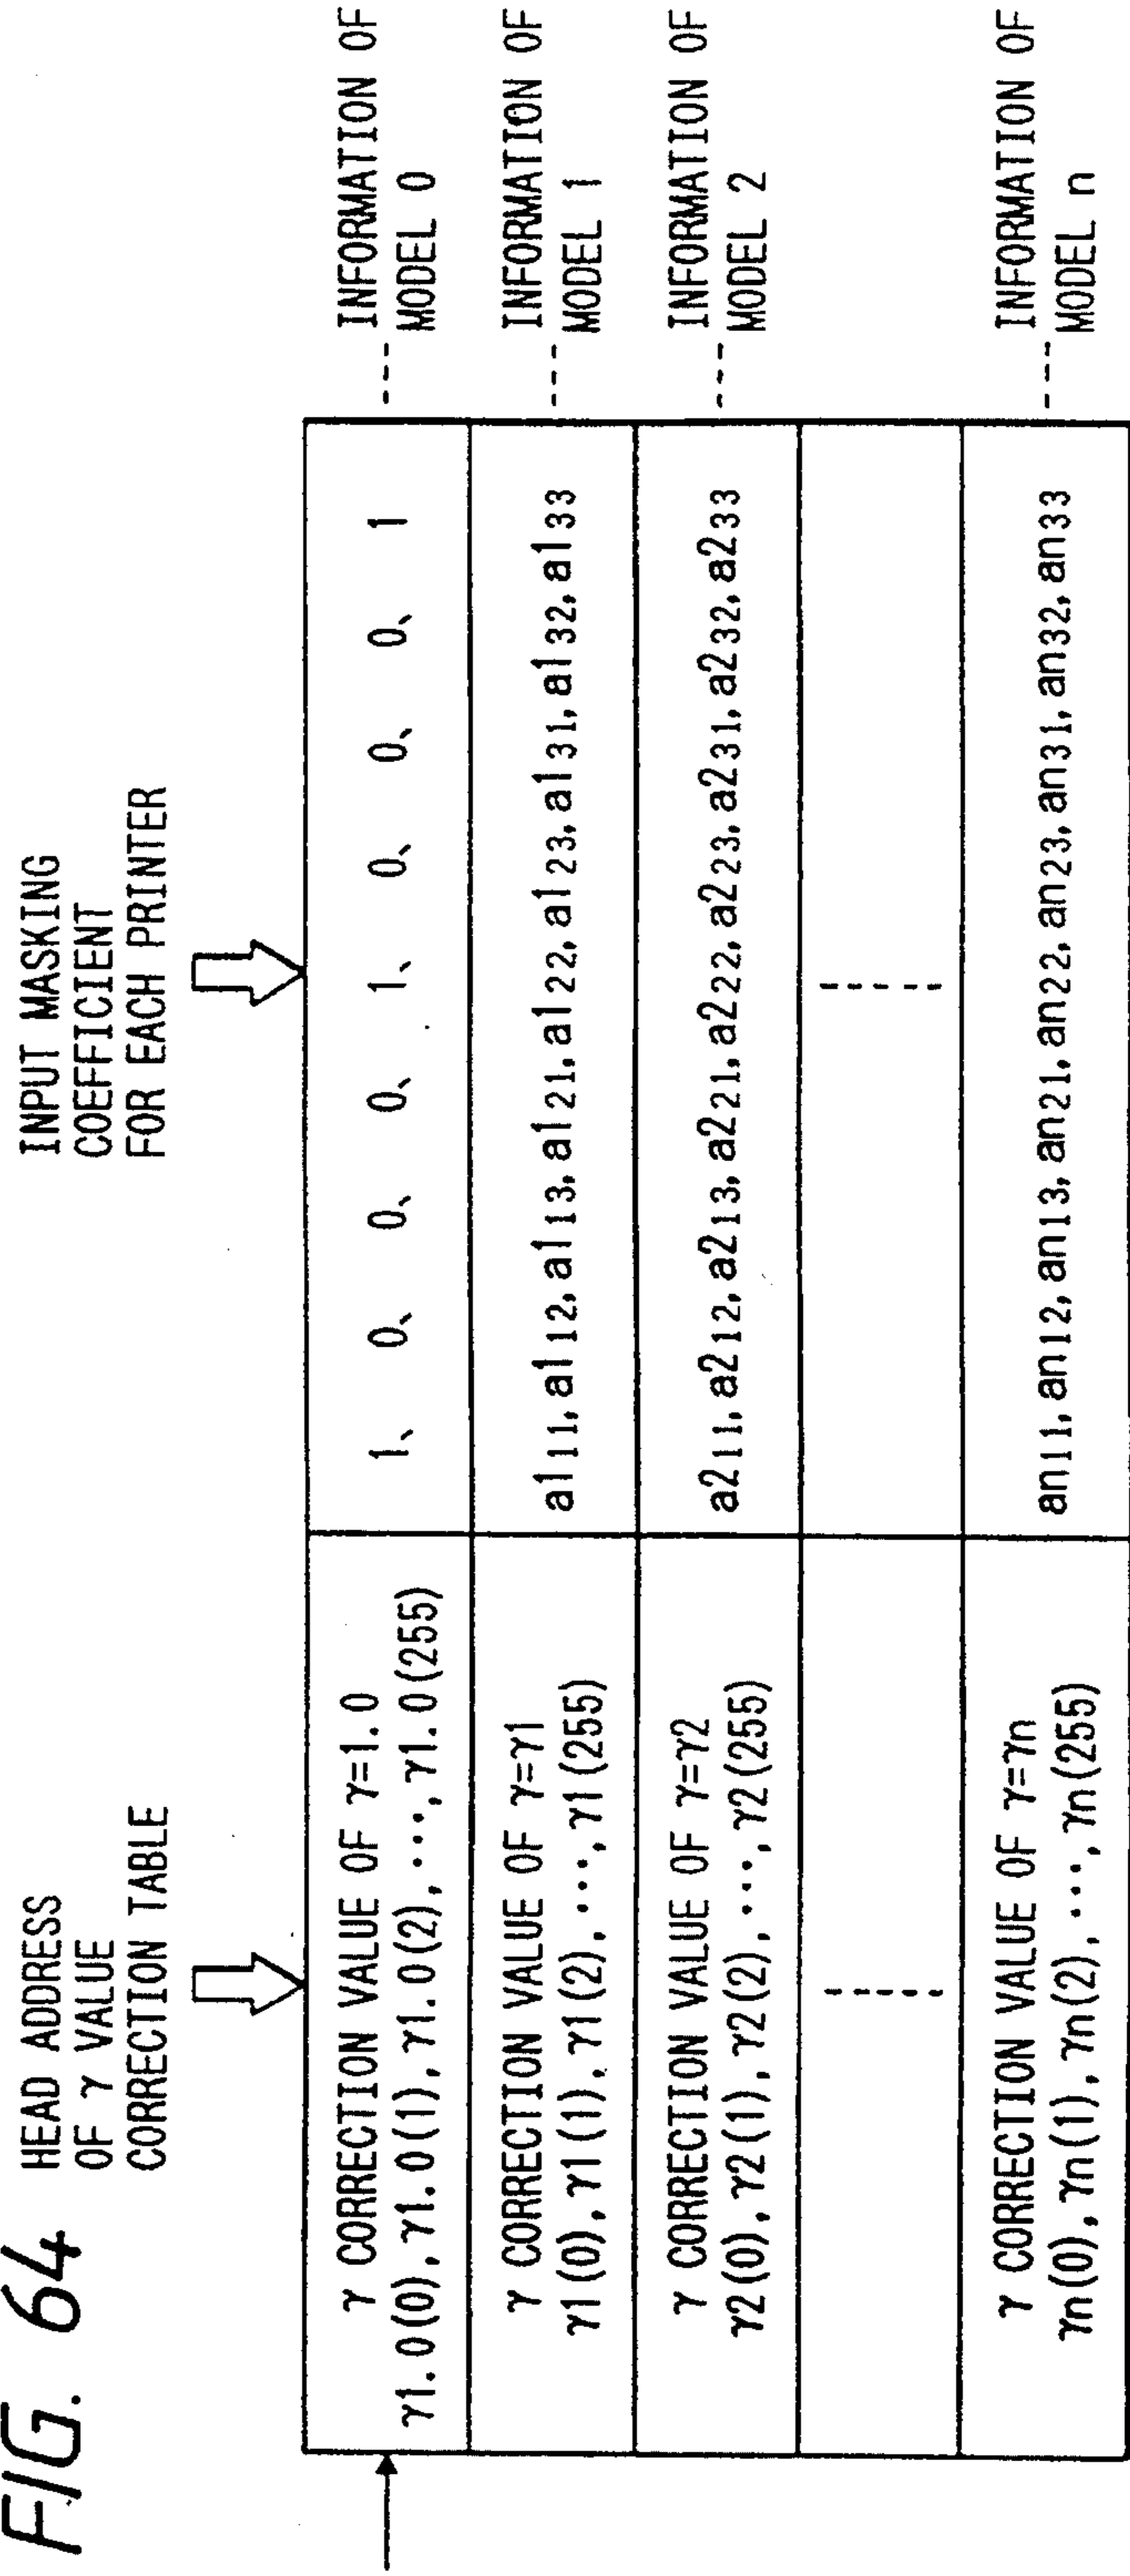 FIG. 64
HEAD ADDRESS
OF γ VALUE
CORRECTION TABLE
INPUT MASKING
COEFFICIENT
FOR EACH PRINTER
γ CORRECTION VALUE OF γ=1.0
γ1.0(0), γ1.0(1), γ1.0(2), ･･･, γ1.0(255)
1、 0、 0、 0、 1、 0、 0、 0、 1
INFORMATION OF
MODEL 0
γ CORRECTION VALUE OF γ=γ1
γ1(0), γ1(1), γ1(2), ･･･, γ1(255)
a111, a112, a113, a121, a122, a123, a131, a132, a133
INFORMATION OF
MODEL 1
γ CORRECTION VALUE OF γ=γ2
γ2(0), γ2(1), γ2(2), ･･･, γ2(255)
a211, a212, a213, a221, a222, a223, a231, a232, a233
INFORMATION OF
MODEL 2
γ CORRECTION VALUE OF γ=γn
γn(0), γn(1), γn(2), ･･･, γn(255)
an11, an12, an13, an21, an22, an23, an31, an32, an33
INFORMATION OF
MODEL n